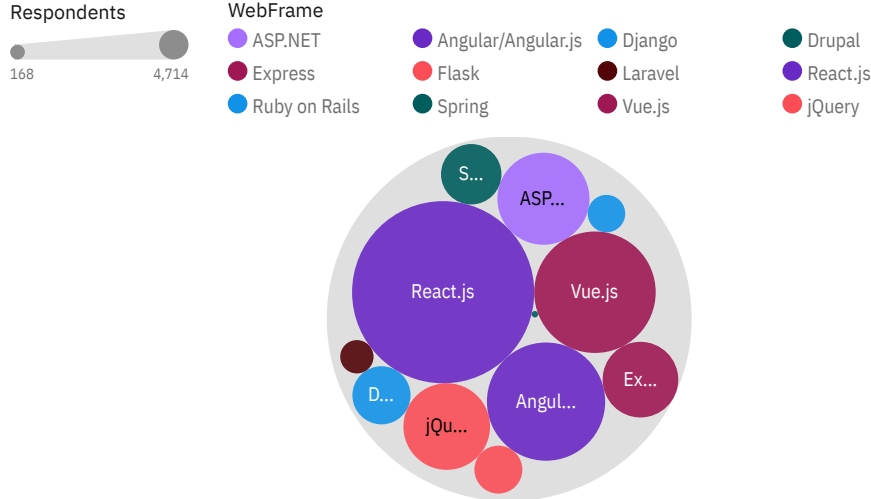 Respondents
168
4,714
WebFrame
ASP.NET
Angular/Angular.js
Django
Drupal
Express
Flask
Laravel
React.js
Ruby on Rails
Spring
Vue.js
jQuery
S...
ASP...
React.js
Vue.js
D...
jQu...
Angul...
Ex...